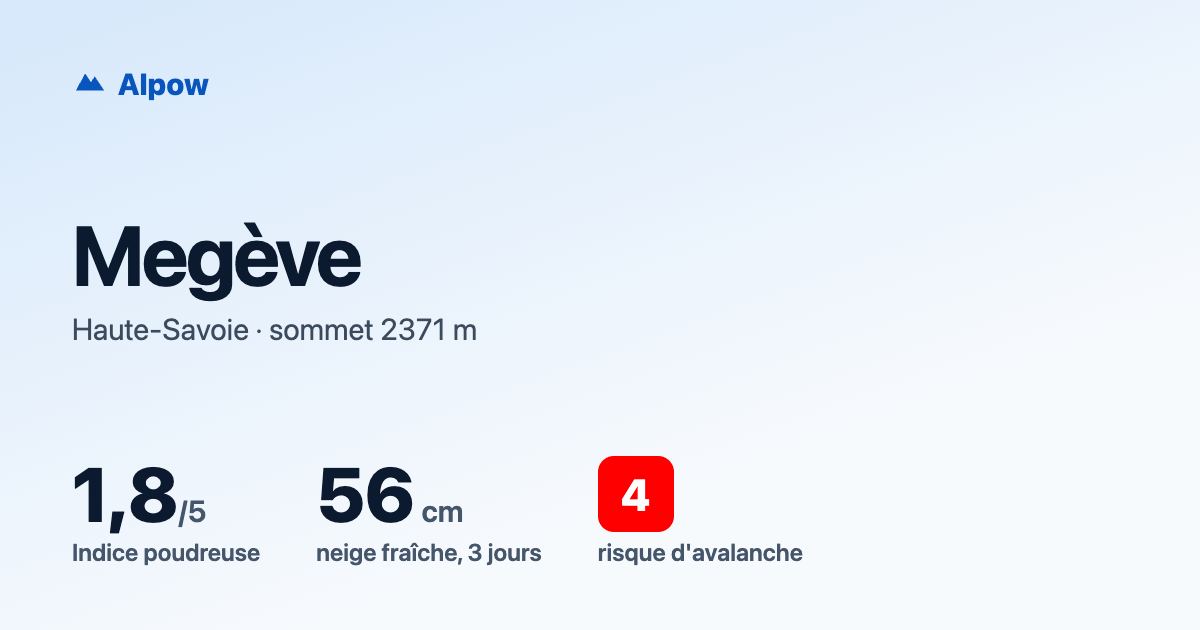 Alpow
Megève
Haute-Savoie · sommet 2371 m
1,8/5
Indice poudreuse
56 cm
neige fraîche, 3 jours
4
risque d'avalanche